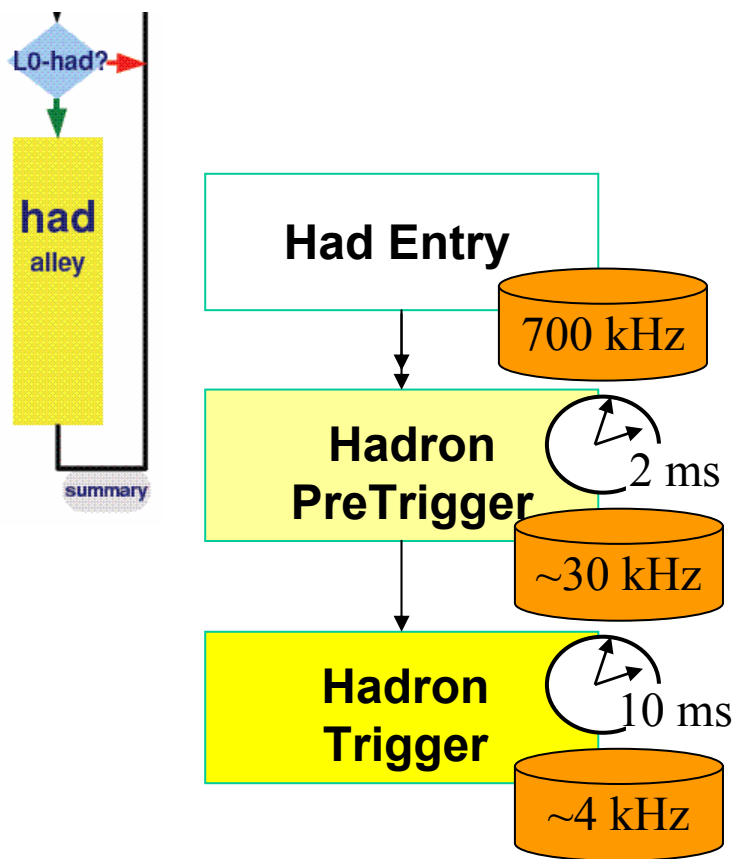 L0-had?
had
alley
summary
Had Entry
700 kHz
Hadron
PreTrigger
2 ms
~30 kHz
Hadron
Trigger
10 ms
~4 kHz